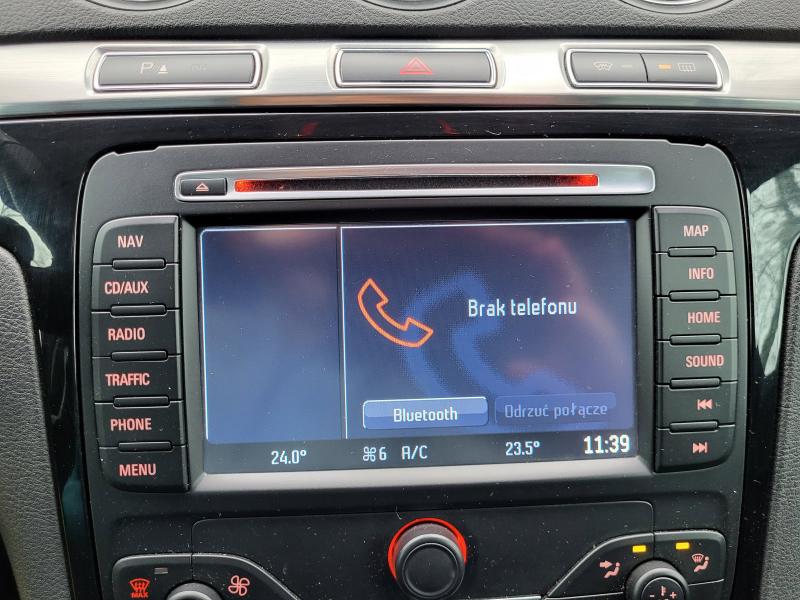 P
NAV
CD/AUX
RADIO
TRAFFIC
PHONE
MENU
Brak telefonu
Bluetooth
Odrzuć połącze
24.0°
6 A/C
23.5°
11:39
MAP
INFO
HOME
SOUND
MAX
- / +